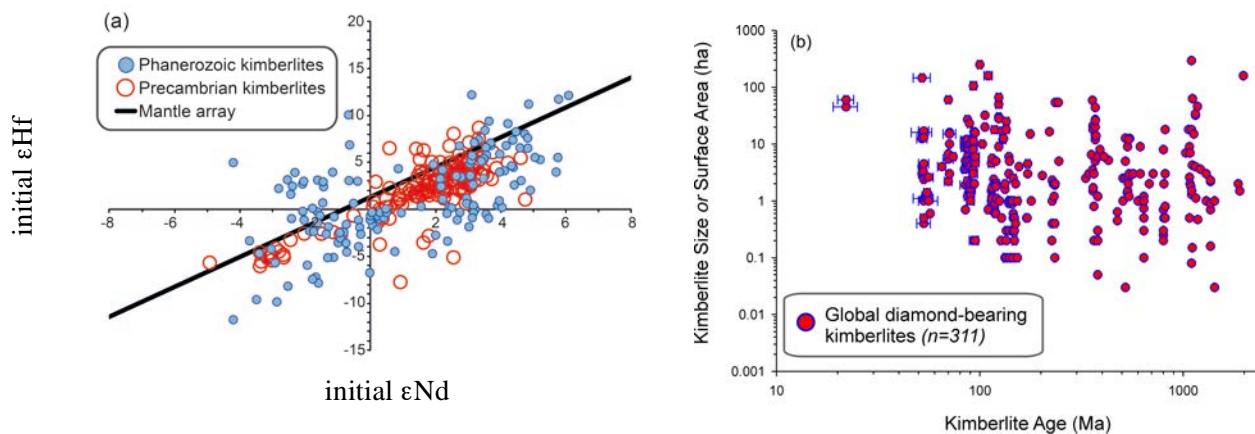 (a)
20
15
10
5
-5
-10
-15
-8
-6
-4
-2
0
2
4
6
8
Phanerozoic kimberlites
Precambrian kimberlites
Mantle array
initial εHf
initial εNd
(b)
1000
100
10
1
0.1
0.01
0.001
Kimberlite Size or Surface Area (ha)
Global diamond-bearing
kimberlites (n=311)
10
100
1000
Kimberlite Age (Ma)